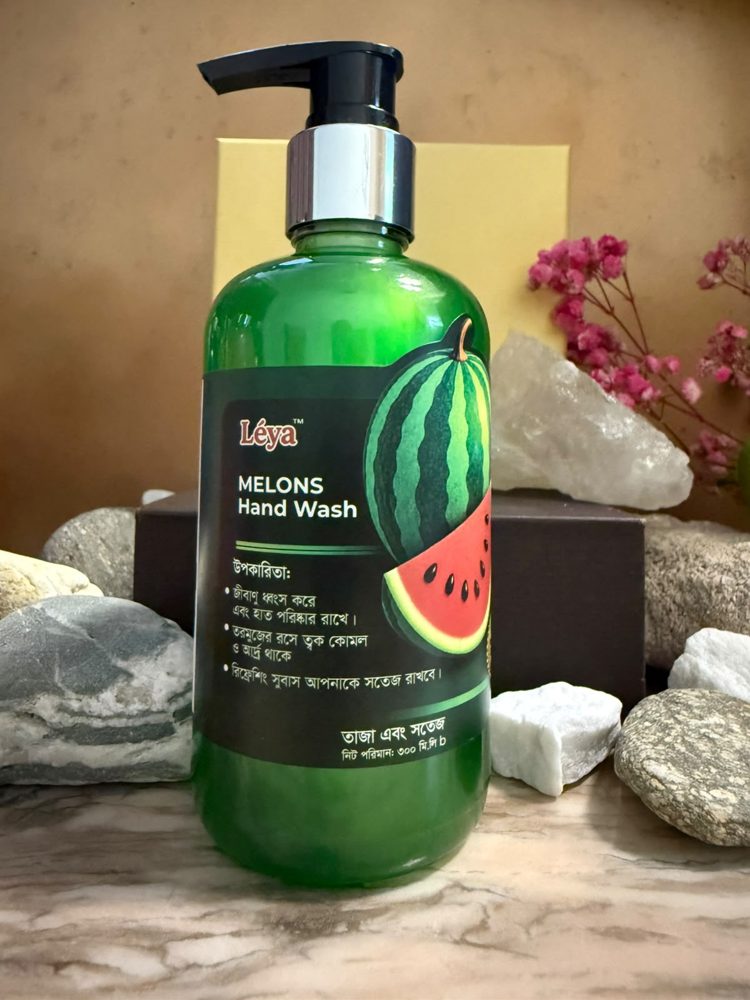 Léya™
MELONS
Hand Wash
উপকারিতা:
• জীবাণু ধ্বংস করে
এবং হাত পরিষ্কার রাখে।
• তরমুজের রসে ত্বক কোমল
ও আর্দ্র থাকে
• রিফ্রেশিং সুবাস আপনাকে সতেজ রাখবে।
তাজা এবং সতেজ
নিট পরিমান: ৩০০ মি.লি b